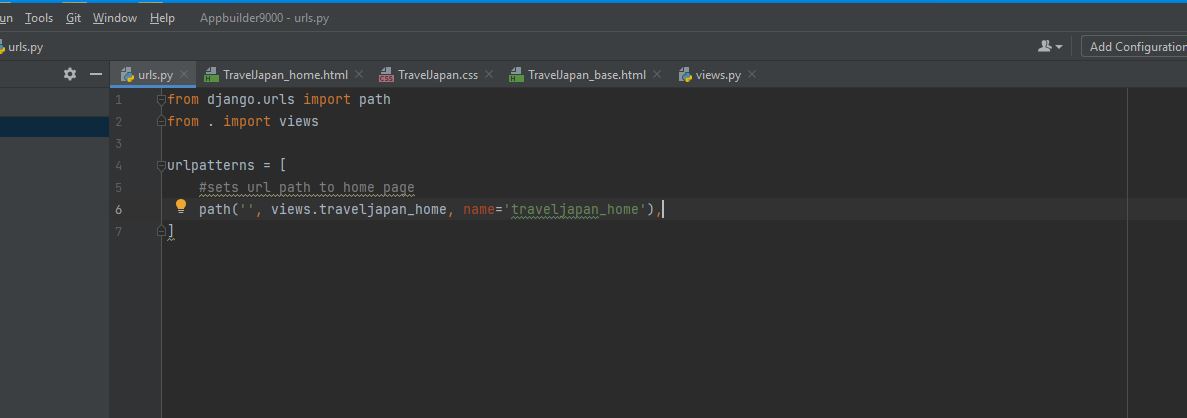 un Tools Git Window Help Appbuilder9000 - urls.py
urls.py Add Configuration
urls.py TravelJapan_home.html TravelJapan.css TravelJapan_base.html views.py
1 from django.urls import path
2 from . import views
3
4 urlpatterns = [
5 #sets url path to home page
6 path('', views.traveljapan_home, name='traveljapan_home'),
7 ]